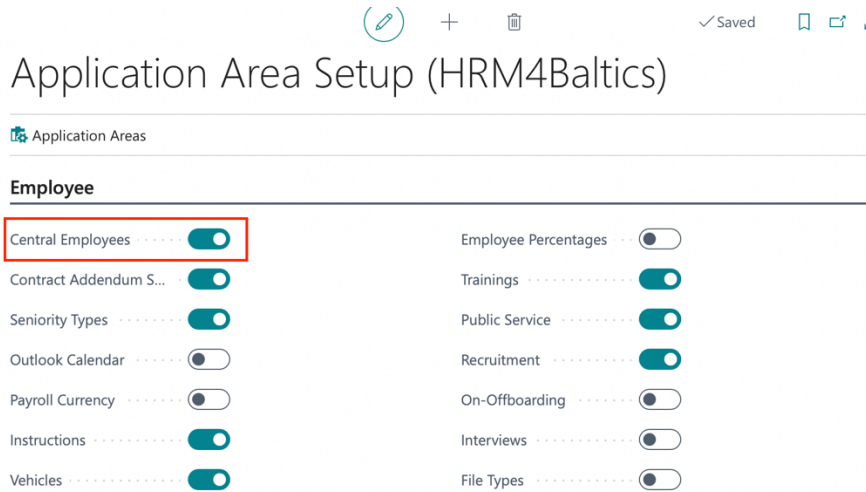 Saved
Application Area Setup (HRM4Baltics)
Application Areas
Employee
Central Employees
Employee Percentages
Contract Addendum S...
Trainings
Seniority Types
Public Service
Outlook Calendar
Recruitment
Payroll Currency
On-Offboarding
Instructions
Interviews
Vehicles
File Types